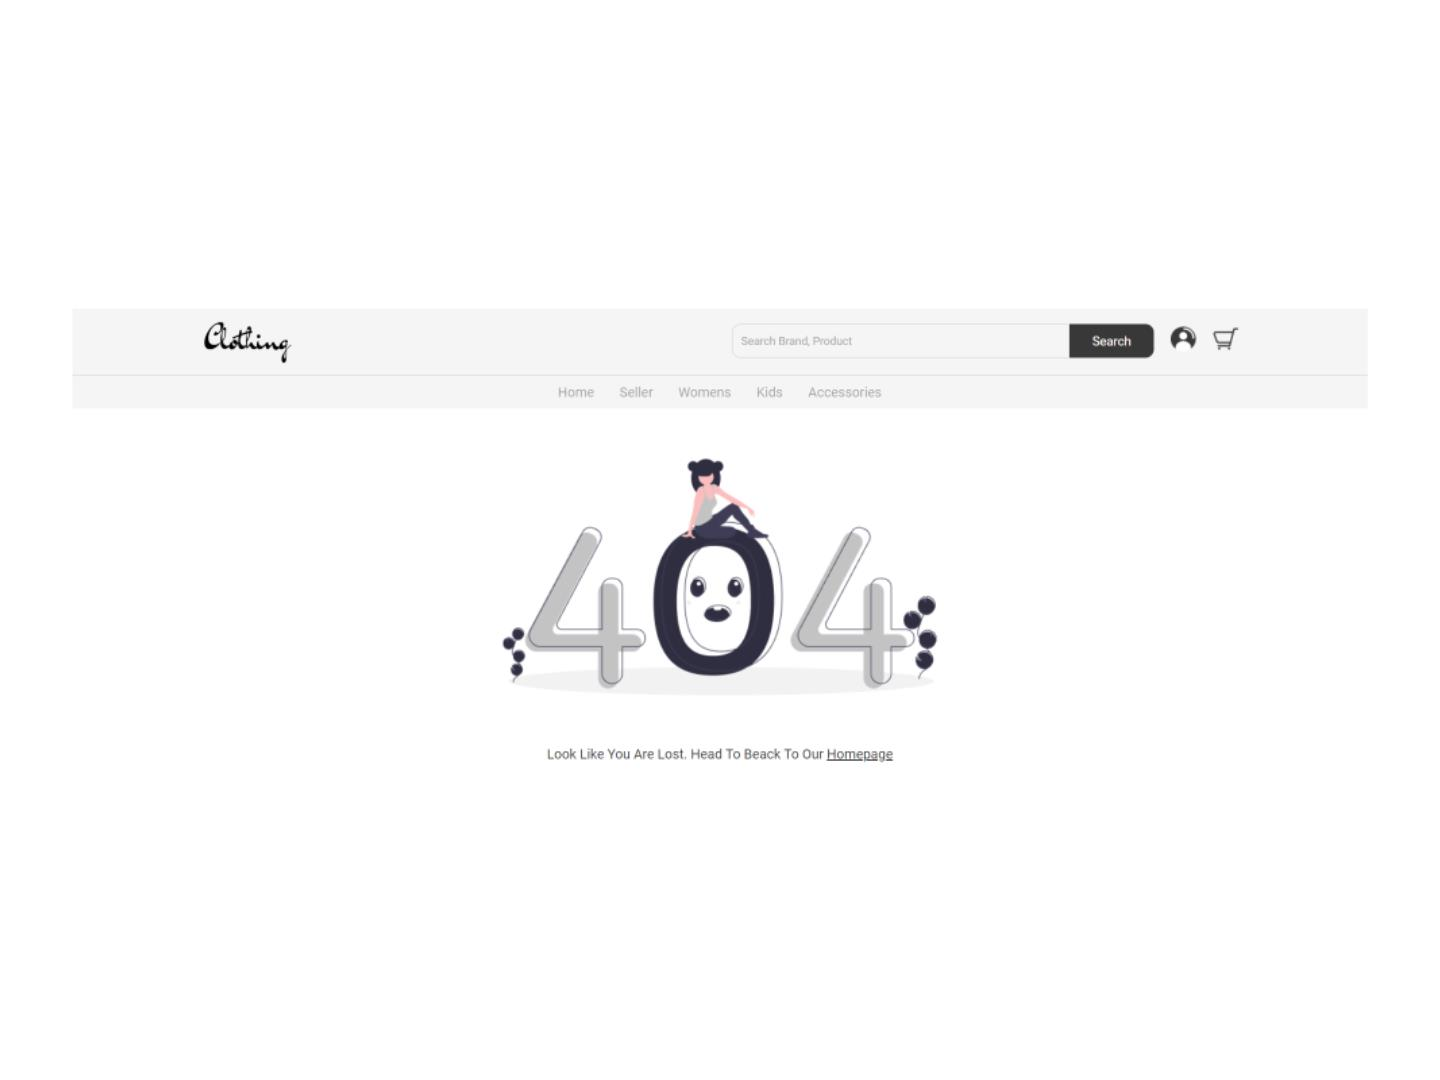 Clothing
Search Brand, Product
Search
Home Seller Womens Kids Accessories
404
Look Like You Are Lost. Head To Beack To Our Homepage